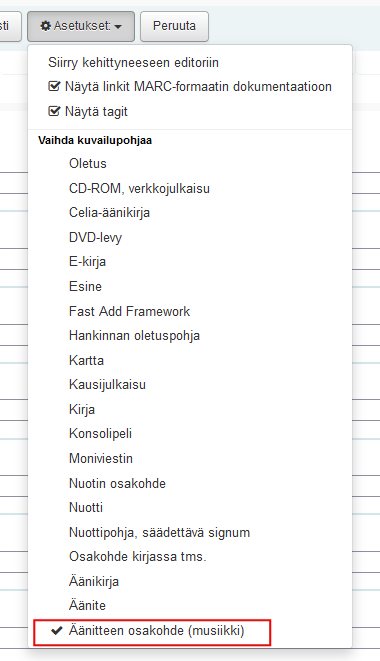 sti
Asetukset:
Peruuta
Siirry kehittyneeseen editoriin
Näytä linkit MARC-formaatin dokumentaatioon
Näytä tagit
Vaihda kuvailupohjaa
Oletus
CD-ROM, verkkojulkaisu
Celia-äänikirja
DVD-levy
E-kirja
Esine
Fast Add Framework
Hankinnan oletuspohja
Kartta
Kausijulkaisu
Kirja
Konsolipeli
Moniviestin
Nuotin osakohde
Nuotti
Nuottipohja, säädettävä signum
Osakohde kirjassa tms.
Äänikirja
Äänite
Äänitteen osakohde (musiikki)